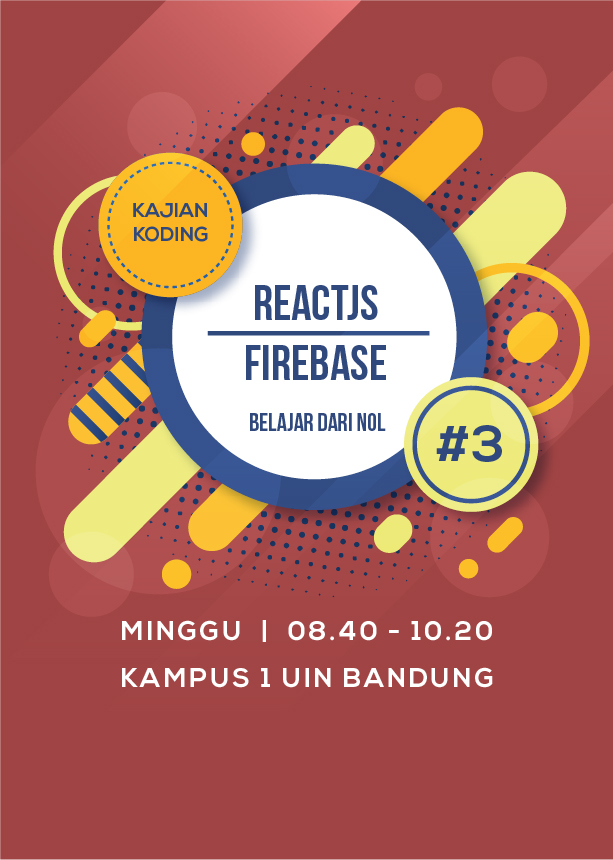 KAJIAN
KODING
REACTJS
FIREBASE
BELAJAR DARI NOL
#3
MINGGU | 08.40 - 10.20
KAMPUS 1 UIN BANDUNG